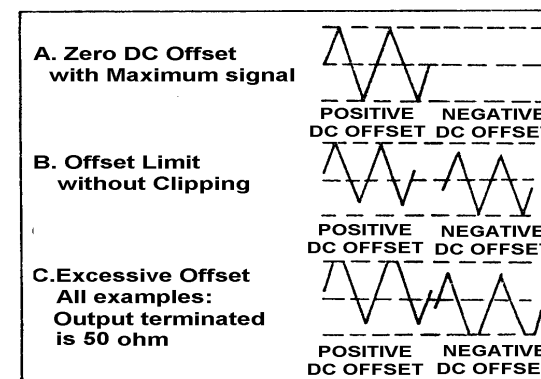 A. Zero DC Offset
with Maximum signal
POSITIVE NEGATIVE
DC OFFSET DC OFFSET
B. Offset Limit
without Clipping
POSITIVE NEGATIVE
DC OFFSET DC OFFSET
C.Excessive Offset
All examples:
Output terminated
is 50 ohm
POSITIVE NEGATIVE
DC OFFSET DC OFFSET